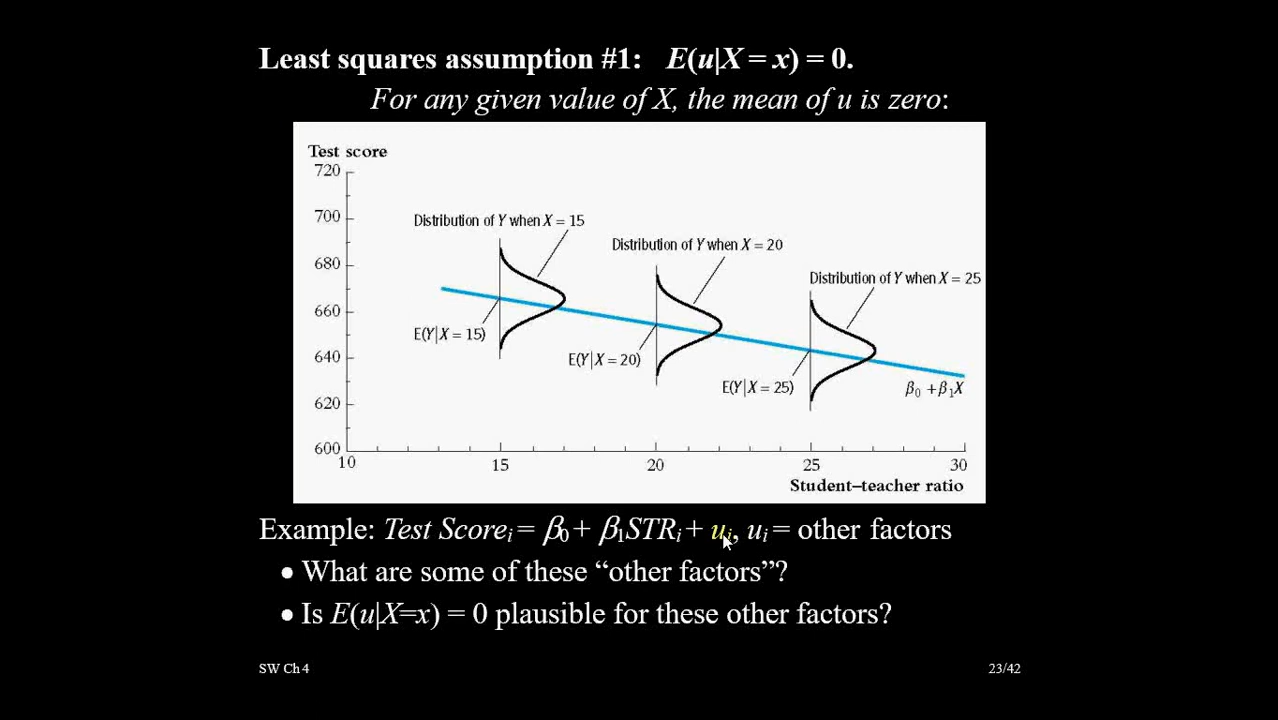 Least squares assumption #1: E(u|X = x) = 0.
For any given value of X, the mean of u is zero:
Test score
720
700
680
660
640
620
600
10
15
20
25
30
Distribution of Y when X = 15
Distribution of Y when X = 20
Distribution of Y when X = 25
E(Y|X = 15)
E(Y|X = 20)
E(Y|X = 25)
β₀ + β₁X
Student–teacher ratio
Example: Test Scoreᵢ = β₀ + β₁STRᵢ + uᵢ, uᵢ = other factors
• What are some of these “other factors”?
• Is E(u|X=x) = 0 plausible for these other factors?
SW Ch 4
23/42